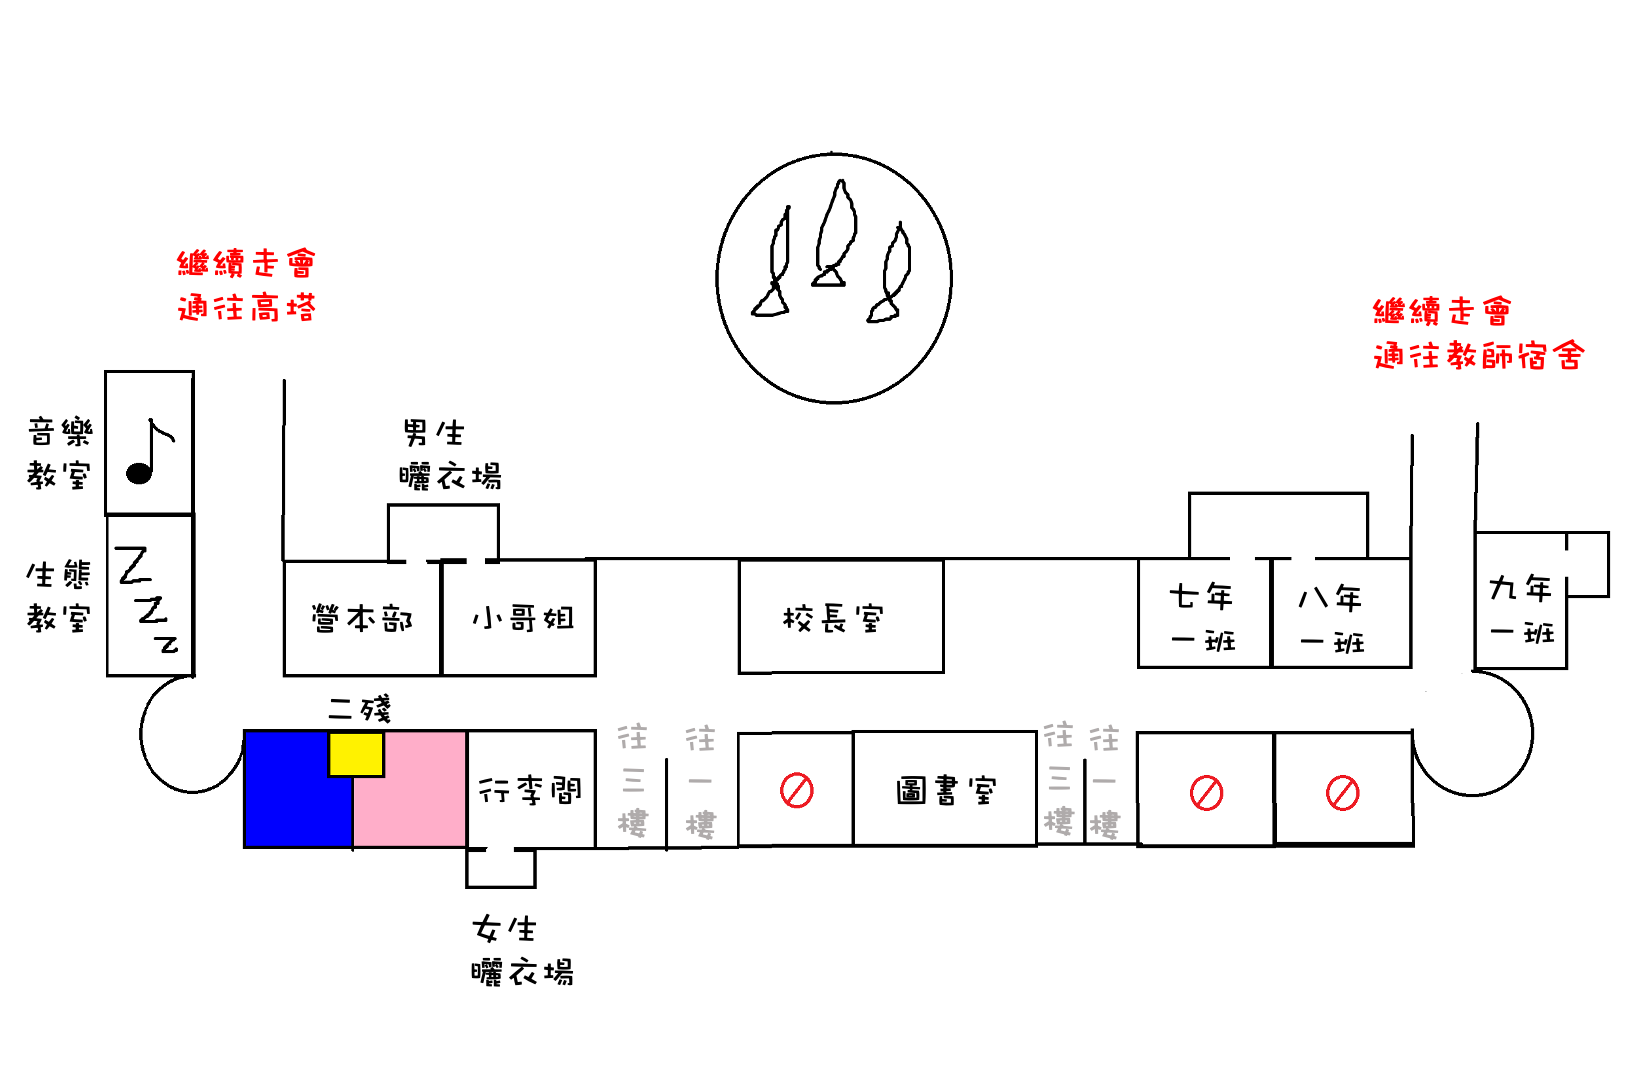 繼續走會
通往高塔
繼續走會
通往教師宿舍
音樂
教室
男生
曬衣場
生態
教室
營本部
小哥姐
校長室
七年
一班
八年
一班
九年
一班
二殘
行李間
往三樓
往一樓
圖書室
往三樓
往一樓
女生
曬衣場
Z
Z
Z